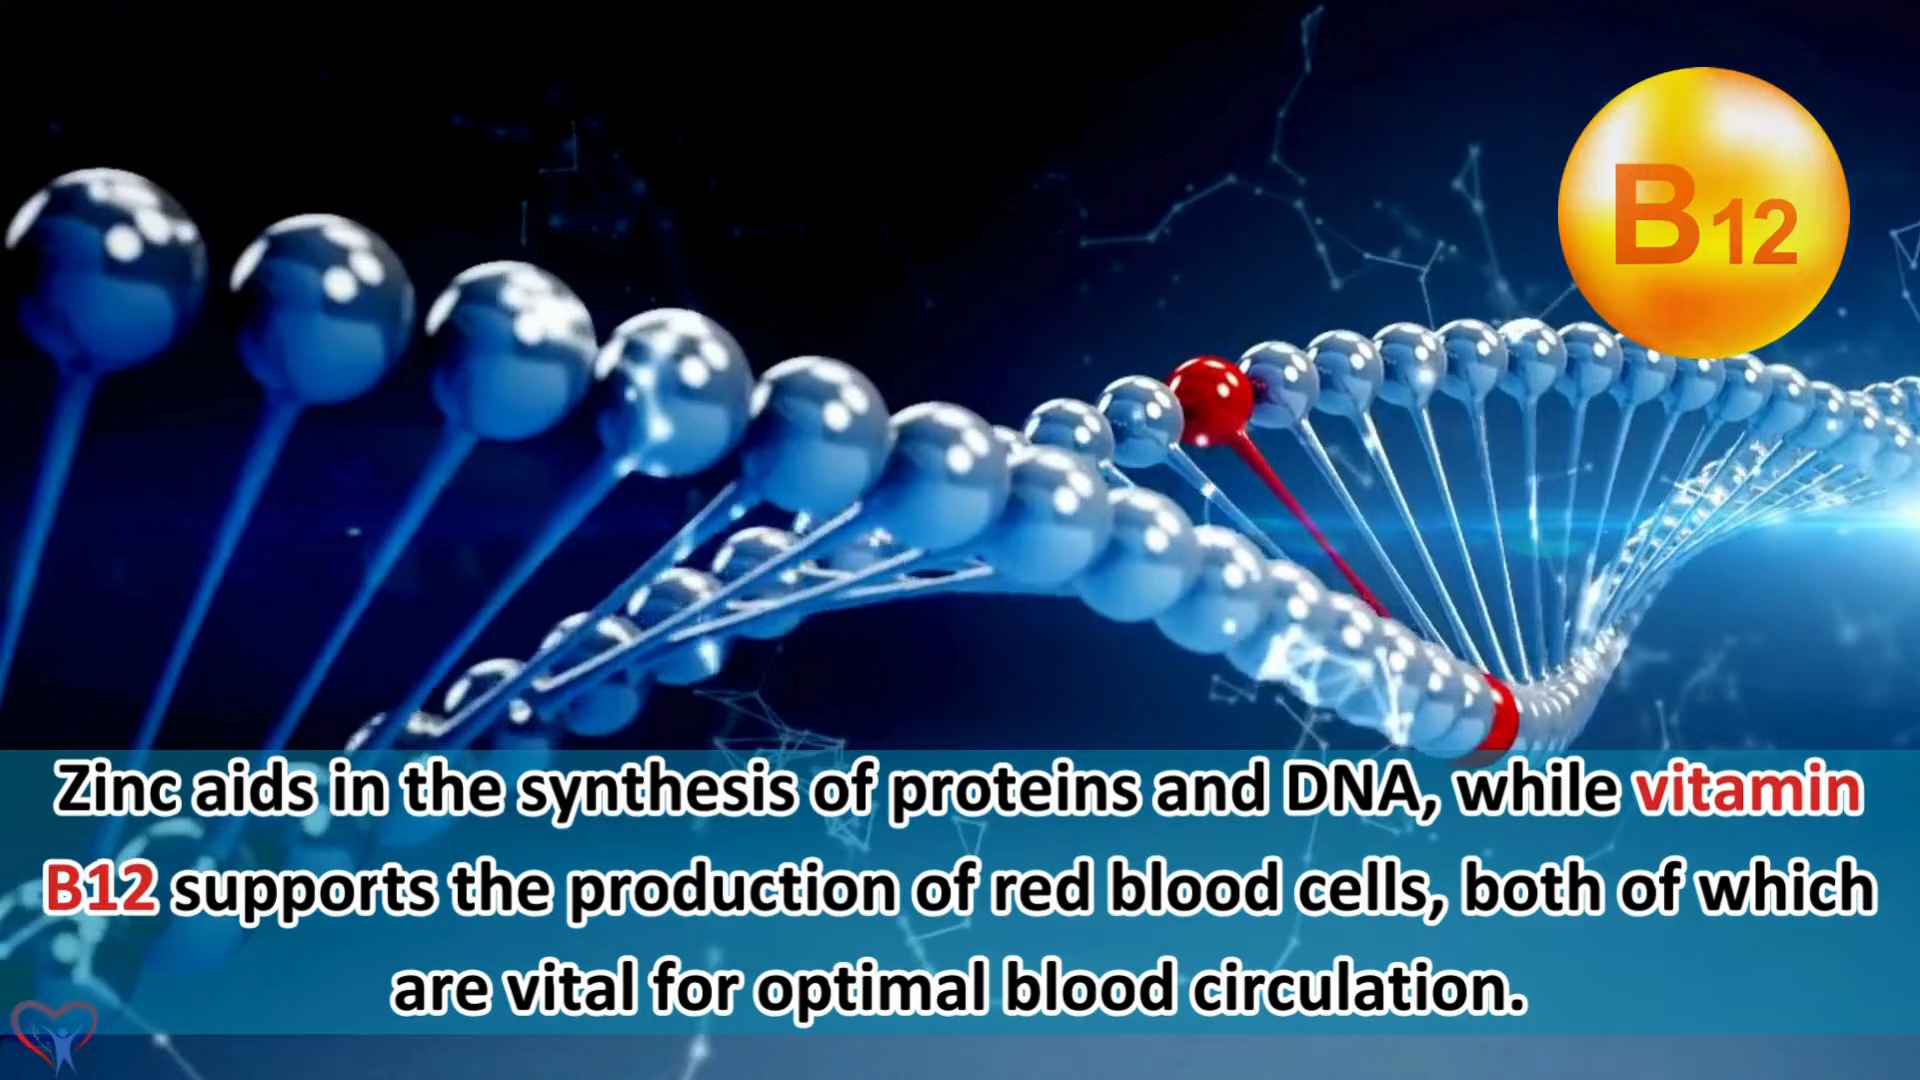 B12
Zinc aids in the synthesis of proteins and DNA, while vitamin
B12 supports the production of red blood cells, both of which
are vital for optimal blood circulation.